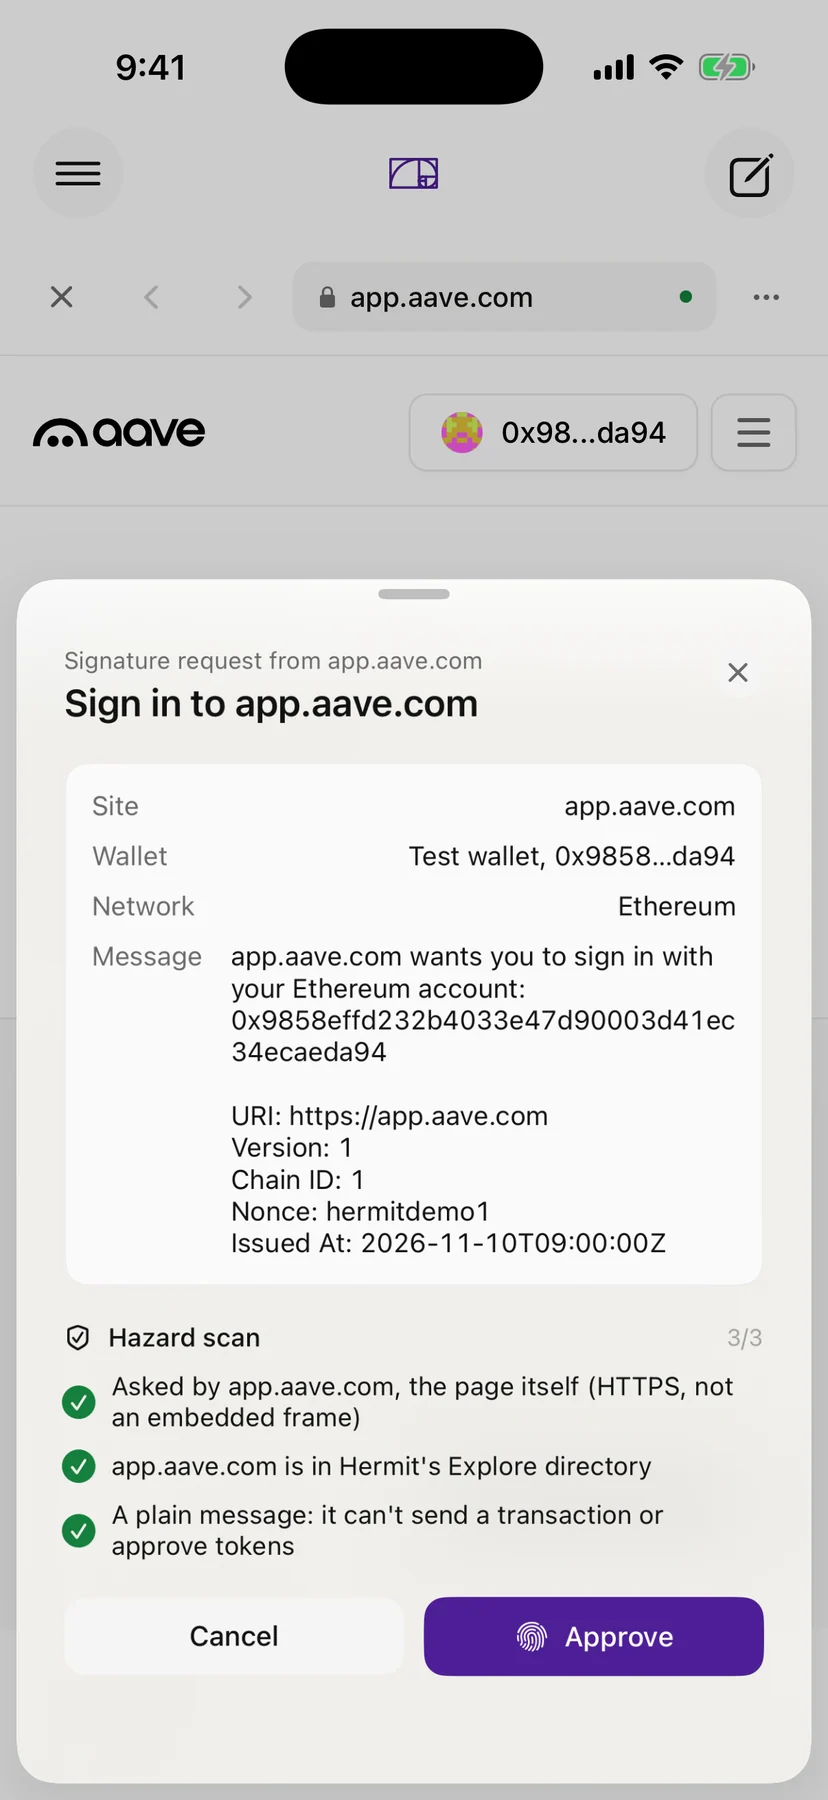 9:41
app.aave.com
aave
0x98...da94
Signature request from app.aave.com
Sign in to app.aave.com
Site
app.aave.com
Wallet
Test wallet, 0x9858...da94
Network
Ethereum
Message
app.aave.com wants you to sign in with
your Ethereum account:
0x9858effd232b4033e47d90003d41ec
34ecaeda94
URI: https://app.aave.com
Version: 1
Chain ID: 1
Nonce: hermitdemo1
Issued At: 2026-11-10T09:00:00Z
Hazard scan
3/3
Asked by app.aave.com, the page itself (HTTPS, not
an embedded frame)
app.aave.com is in Hermit's Explore directory
A plain message: it can't send a transaction or
approve tokens
Cancel
Approve